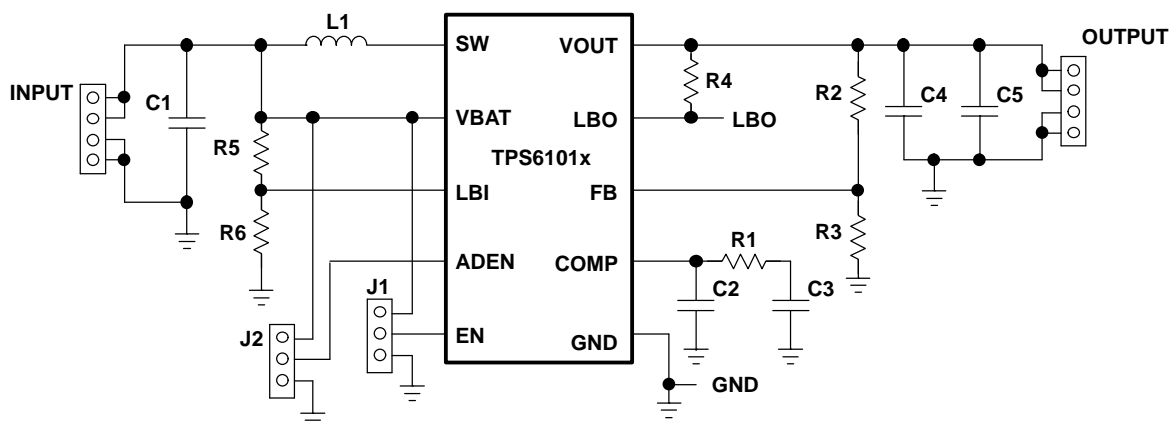 L1
SW
VOUT
OUTPUT
INPUT
C1
R4
R2
C4
C5
VBAT
LBO
LBO
R5
TPS6101x
LBI
FB
R6
R3
R1
ADEN
COMP
J1
C2
C3
J2
EN
GND
GND